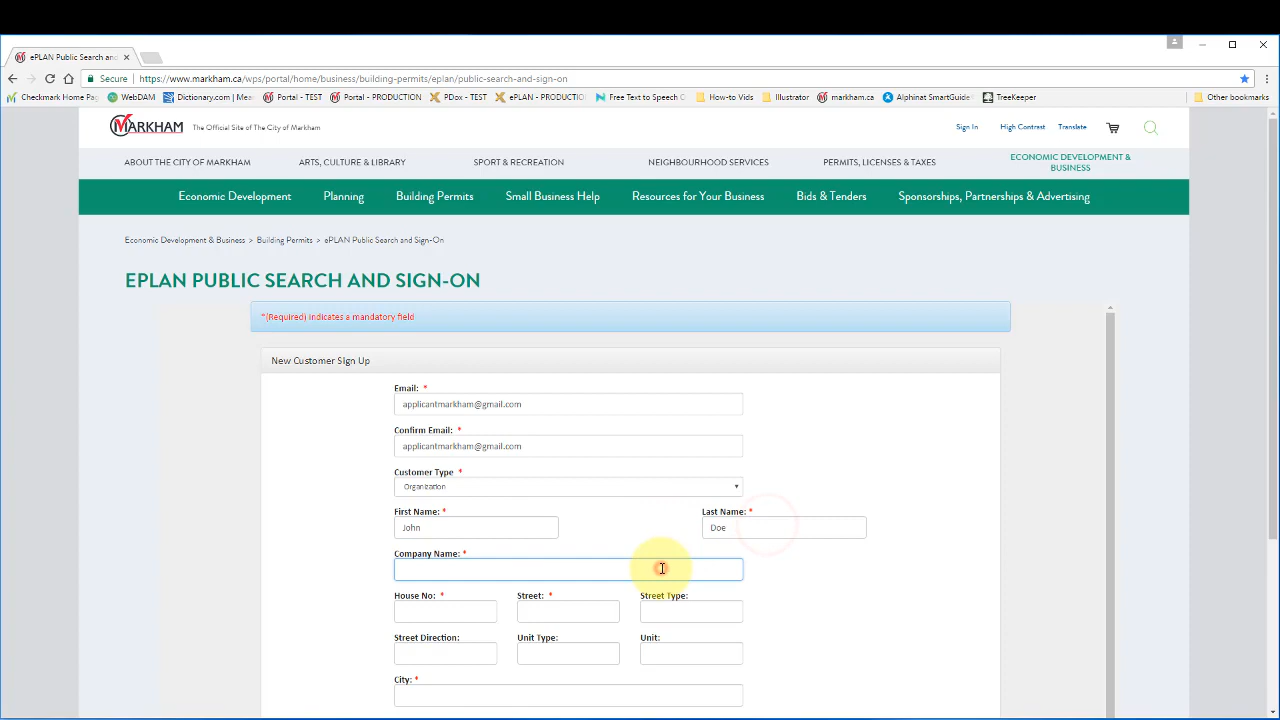 ePLAN Public Search and
Secure https://www.markham.ca/wps/portal/home/business/building-permits/eplan/public-search-and-sign-on
Checkmark Home Pag WebDAM Dictionary.com | Mea Portal - TEST Portal - PRODUCTION PDox - TEST ePLAN - PRODUCTIO Free Text to Speech O How-to Vids Illustrator markham.ca Alphinat SmartGuide TreeKeeper Other bookmarks
MARKHAM The Official Site of The City of Markham Sign In High Contrast Translate
ABOUT THE CITY OF MARKHAM ARTS, CULTURE & LIBRARY SPORT & RECREATION NEIGHBOURHOOD SERVICES PERMITS, LICENSES & TAXES ECONOMIC DEVELOPMENT &
BUSINESS
Economic Development Planning Building Permits Small Business Help Resources for Your Business Bids & Tenders Sponsorships, Partnerships & Advertising
Economic Development & Business > Building Permits > ePLAN Public Search and Sign-On
EPLAN PUBLIC SEARCH AND SIGN-ON
*(Required) indicates a mandatory field
New Customer Sign Up
Email: *
applicantmarkham@gmail.com
Confirm Email: *
applicantmarkham@gmail.com
Customer Type *
Organization
First Name: * Last Name: *
John Doe
Company Name: *
House No: * Street: * Street Type:
Street Direction: Unit Type: Unit:
City: *